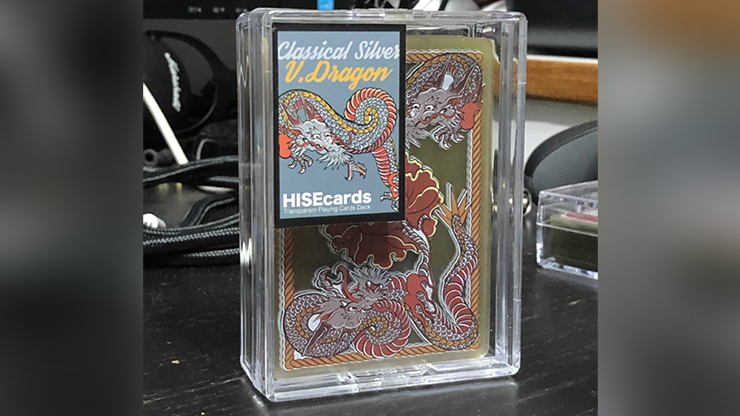 Classical Silver
V.Dragon
HISEcards
Transparent Playing Cards Deck